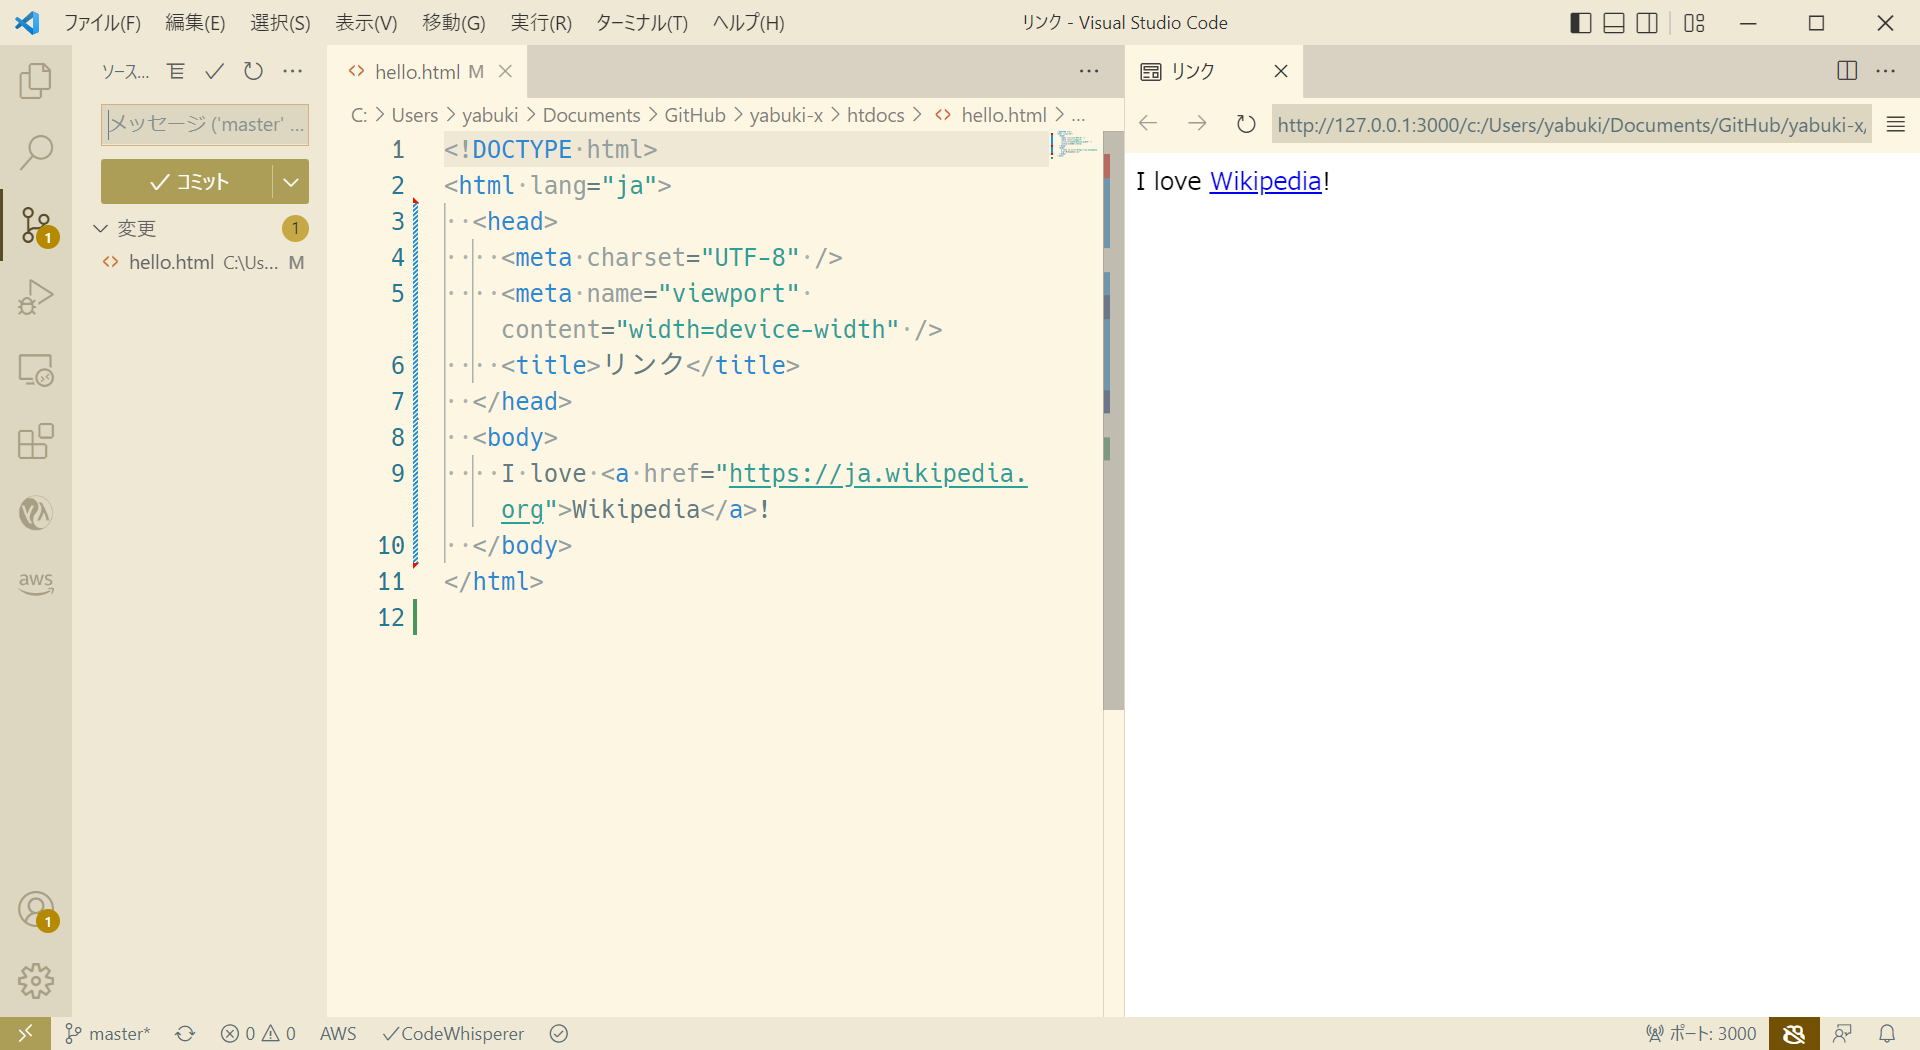 ファイル(F) 編集(E) 選択(S) 表示(V) 移動(G) 実行(R) ターミナル(T) ヘルプ(H) リンク - Visual Studio Code
ソース...
メッセージ ('master' ...
コミット
変更 1
hello.html C:\Us... M
1
1
aws
hello.html M
C: > Users > yabuki > Documents > GitHub > yabuki-x > htdocs > hello.html > ...
1 <!DOCTYPE html>
2 <html lang="ja">
3 <head>
4 <meta charset="UTF-8" />
5 <meta name="viewport"
content="width=device-width" />
6 <title>リンク</title>
7 </head>
8 <body>
9 I love <a href="https://ja.wikipedia.
org">Wikipedia</a>!
10 </body>
11 </html>
12
リンク
http://127.0.0.1:3000/c:/Users/yabuki/Documents/GitHub/yabuki-x/
I love Wikipedia!
master* 0 0 AWS CodeWhisperer ポート: 3000